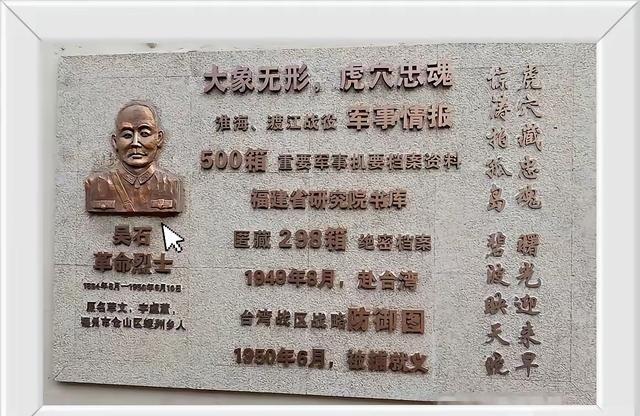 大象无形，虎穴忠魂
淮海、渡江战役 军事情报
500箱 重要军事机要档案资料
福建省研究院书库
匿藏 298箱 绝密档案
1949年8月，赴台湾
台湾战区战略防御图
1950年6月，被捕就义
吴石
革命烈士
1894年8月—1950年6月10日
原名萃文，字虞薰，
福州市仓山区螺洲乡人
虎穴藏忠魂 曙光迎来早
惊涛拍孤岛 碧波映天晓